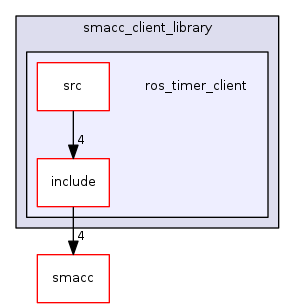 smacc_client_library
src
ros_timer_client
4
include
4
smacc